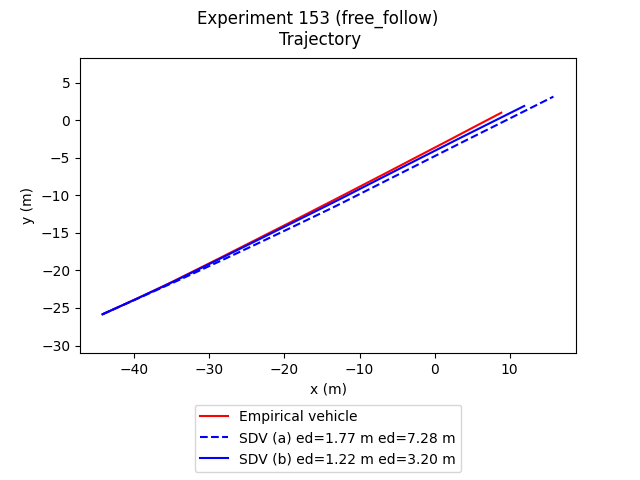 Experiment 153 (free_follow)
Trajectory
5
0
−5
−10
−15
−20
−25
−30
y (m)
−40
−30
−20
−10
0
10
x (m)
Empirical vehicle
SDV (a) ed=1.77 m ed=7.28 m
SDV (b) ed=1.22 m ed=3.20 m